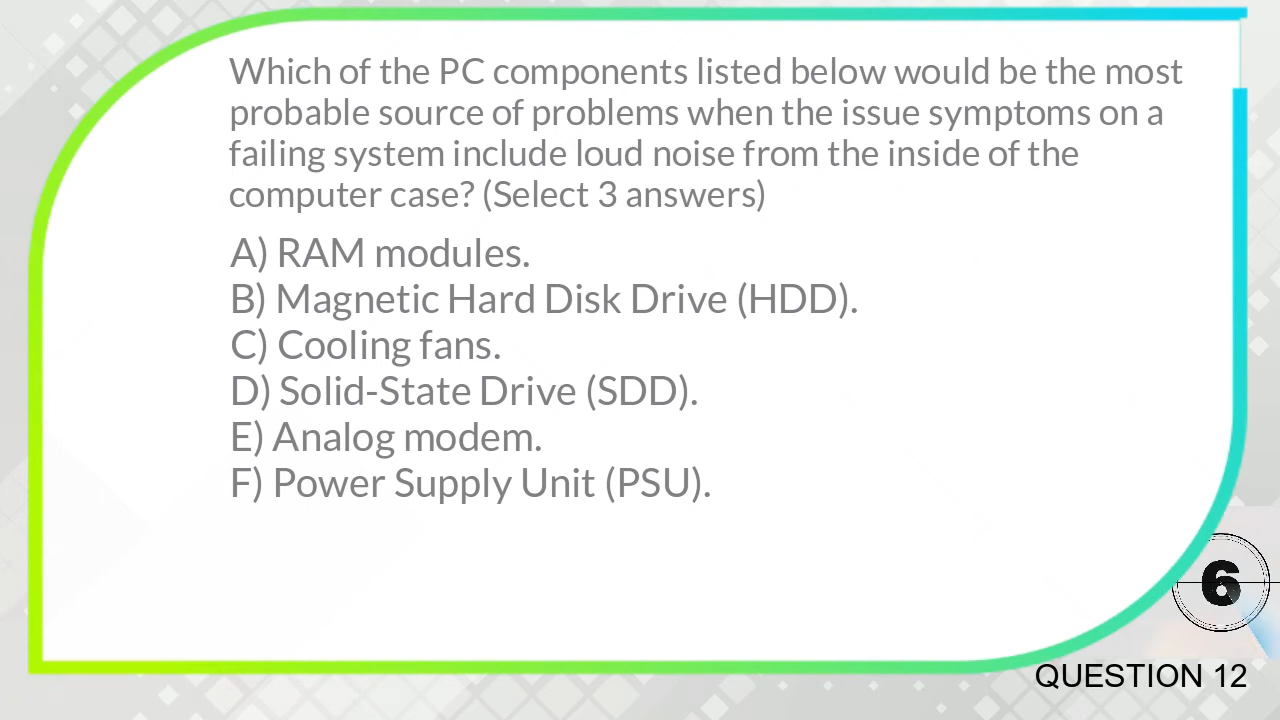 Which of the PC components listed below would be the most
probable source of problems when the issue symptoms on a
failing system include loud noise from the inside of the
computer case? (Select 3 answers)
A) RAM modules.
B) Magnetic Hard Disk Drive (HDD).
C) Cooling fans.
D) Solid-State Drive (SDD).
E) Analog modem.
F) Power Supply Unit (PSU).
6
QUESTION 12